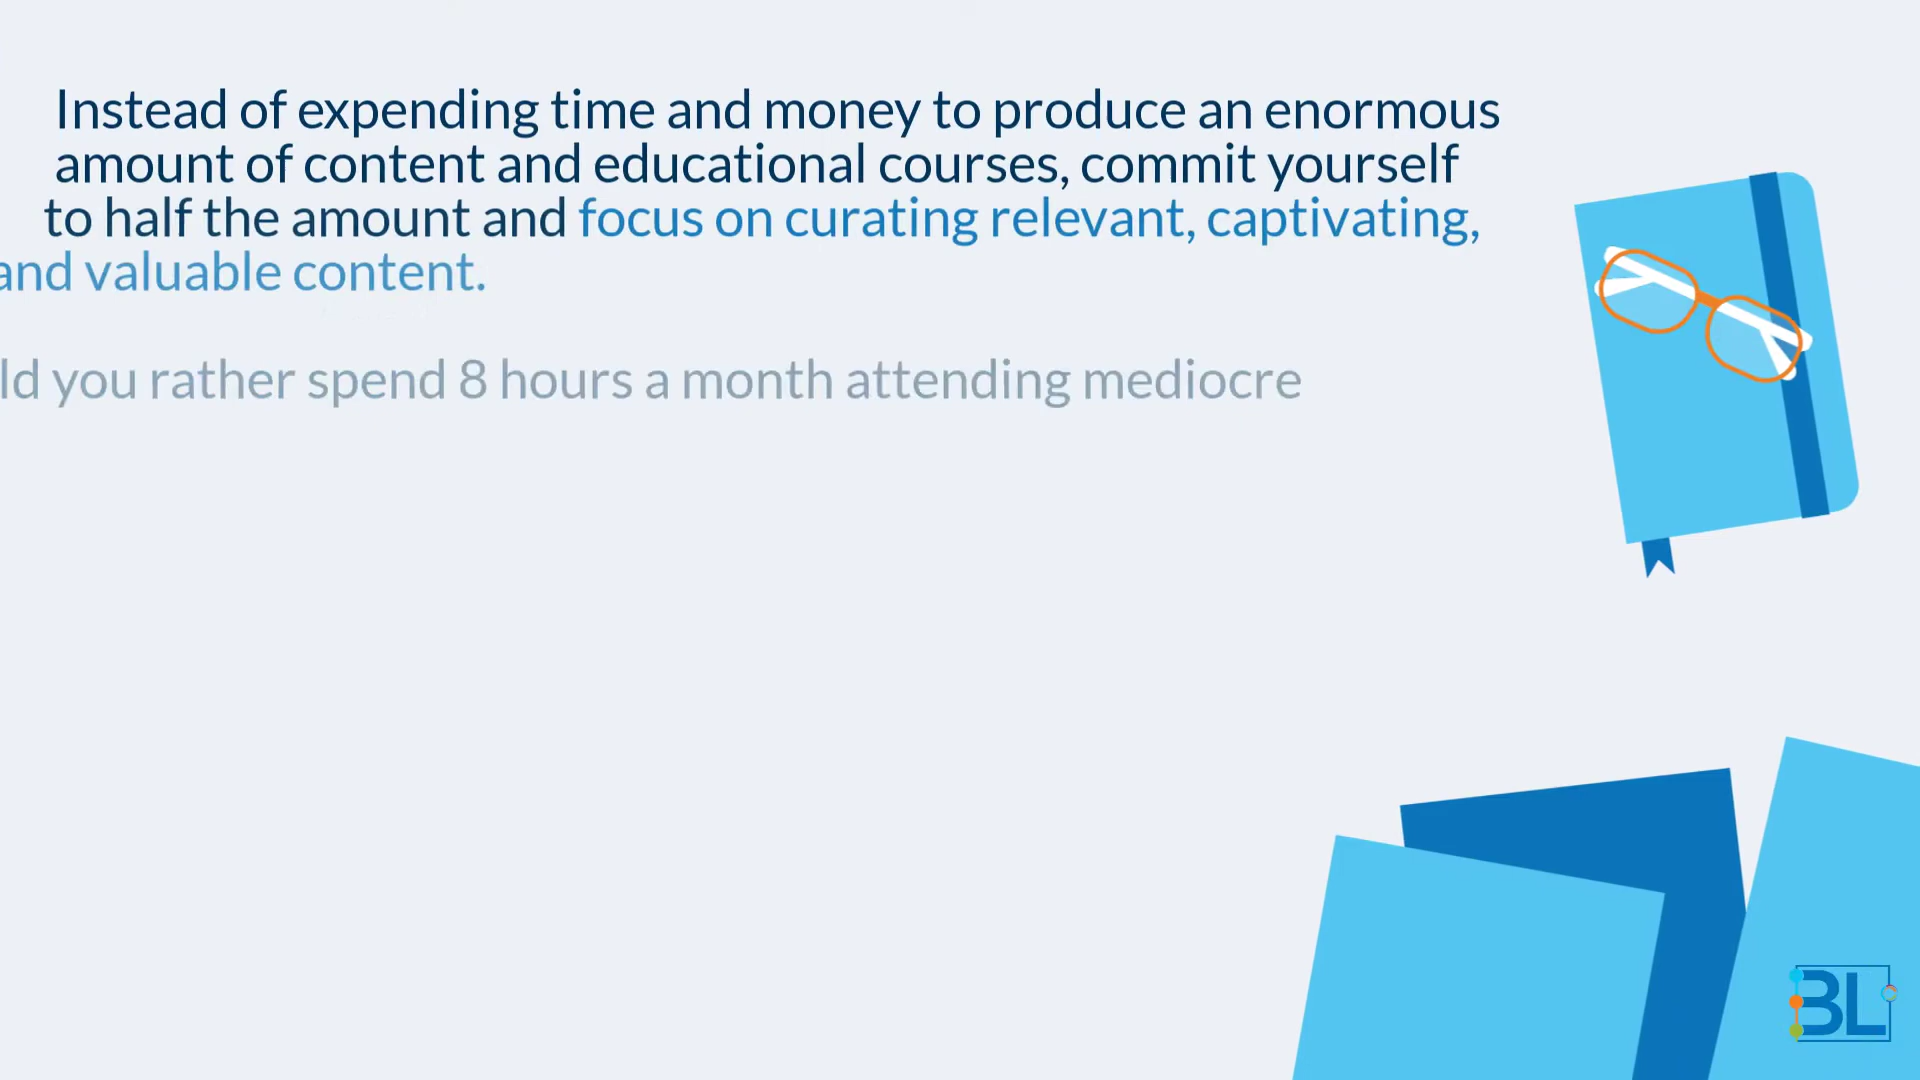 Instead of expending time and money to produce an enormous
amount of content and educational courses, commit yourself
to half the amount and focus on curating relevant, captivating,
and valuable content.
ld you rather spend 8 hours a month attending mediocre
BL